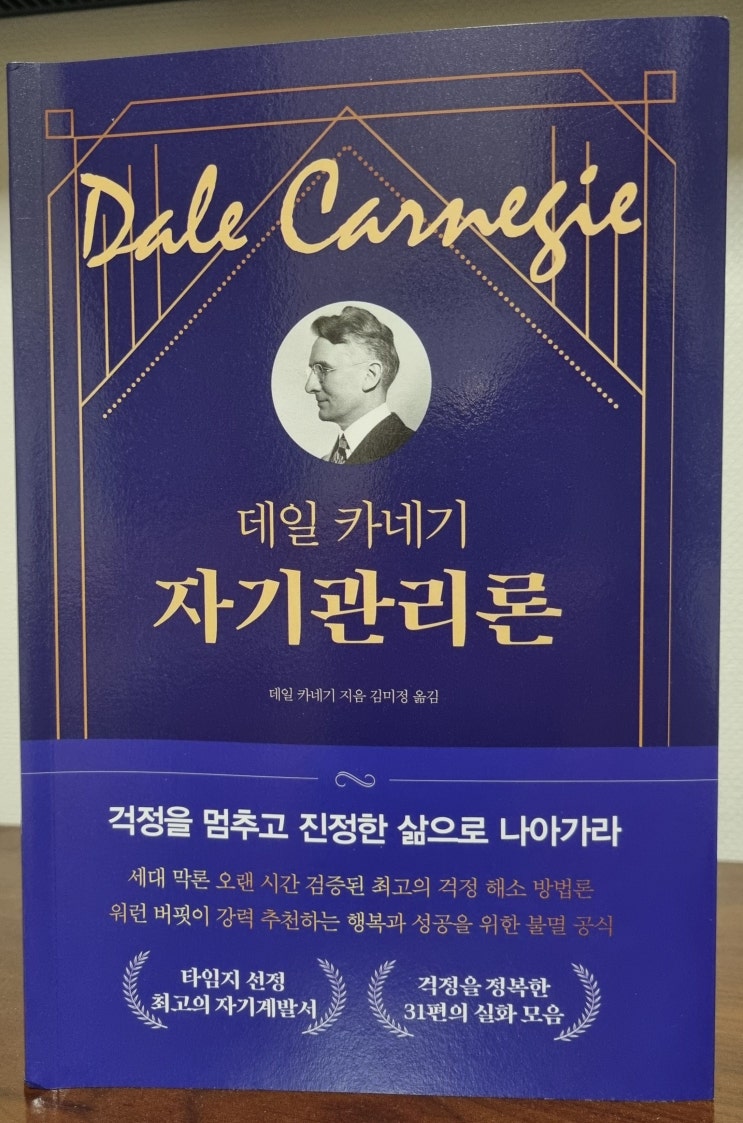 Dale Carnegie
데일 카네기
자기관리론
데일 카네기 지음 김미정 옮김
걱정을 멈추고 진정한 삶으로 나아가라
세대 막론 오랜 시간 검증된 최고의 걱정 해소 방법론
워런 버핏이 강력 추천하는 행복과 성공을 위한 불멸 공식
타임지 선정
최고의 자기계발서
걱정을 정복한
31편의 실화 모음